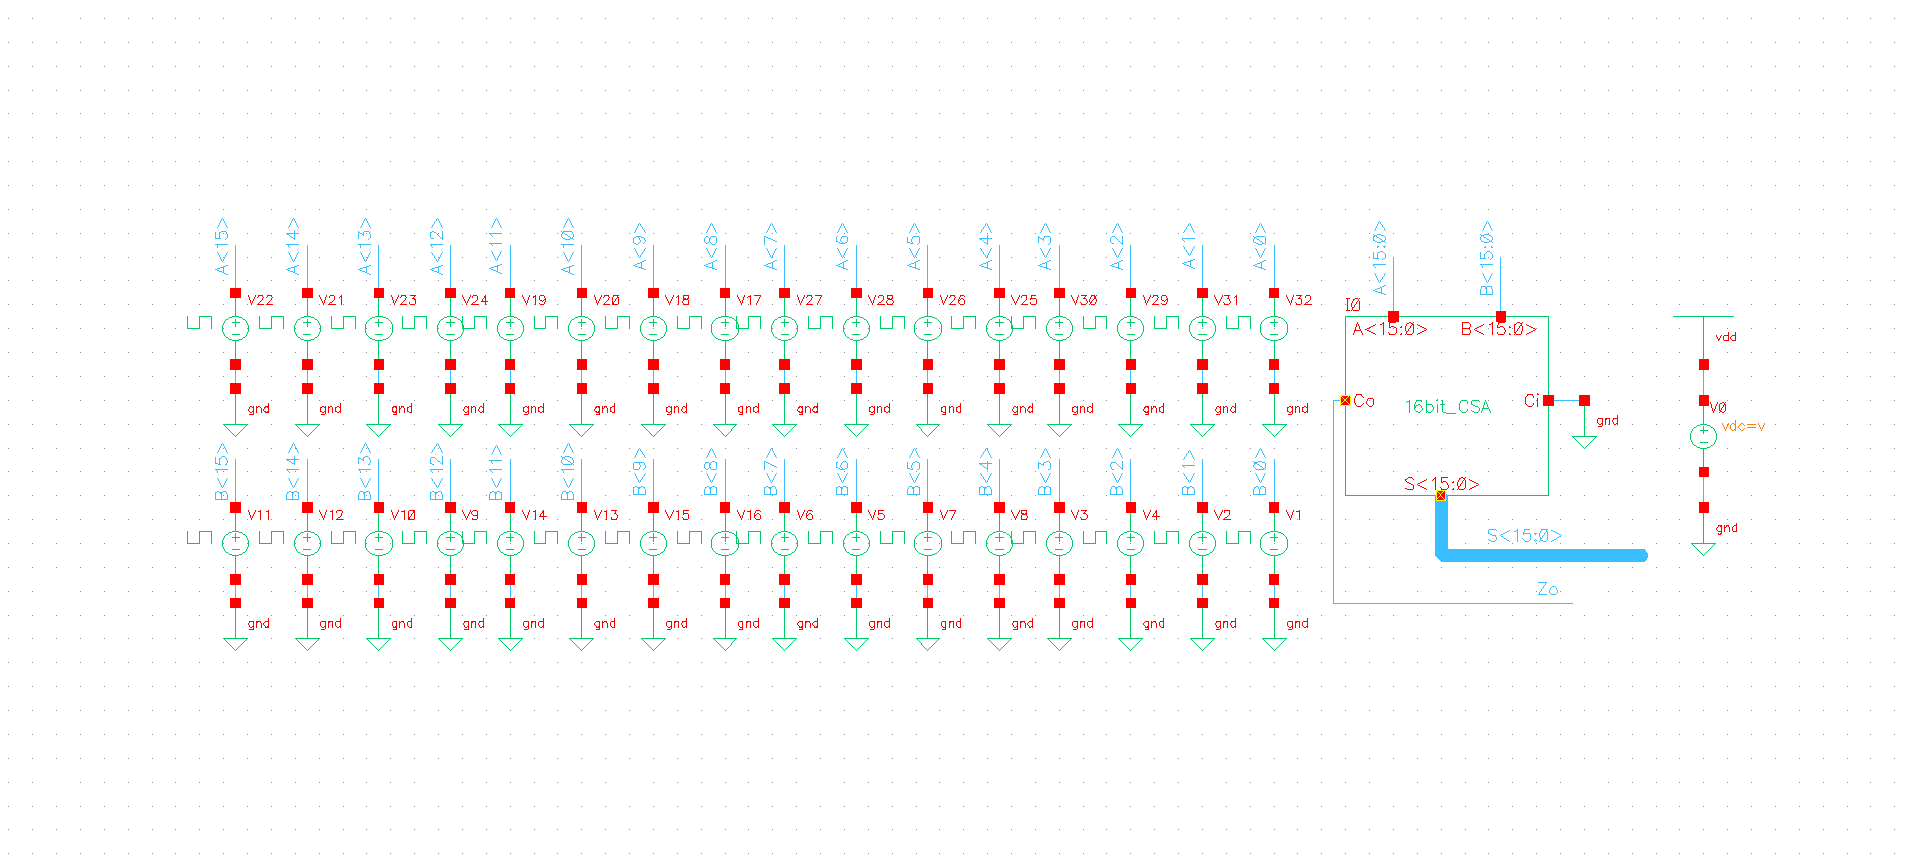 A<15> A<14> A<13> A<12> A<11> A<10> A<9> A<8> A<7> A<6> A<5> A<4> A<3> A<2> A<1> A<0>
V22 V21 V23 V24 V19 V20 V18 V17 V27 V28 V26 V25 V30 V29 V31 V32
gnd gnd gnd gnd gnd gnd gnd gnd gnd gnd gnd gnd gnd gnd gnd gnd
B<15> B<14> B<13> B<12> B<11> B<10> B<9> B<8> B<7> B<6> B<5> B<4> B<3> B<2> B<1> B<0>
V11 V12 V10 V9 V14 V13 V15 V16 V6 V5 V7 V8 V3 V4 V2 V1
gnd gnd gnd gnd gnd gnd gnd gnd gnd gnd gnd gnd gnd gnd gnd gnd
A<15:0> B<15:0>
I0
A<15:0> B<15:0>
Co 16bit_CSA Ci
gnd
S<15:0>
S<15:0>
Zo
vdd
V0
vdc=v
gnd